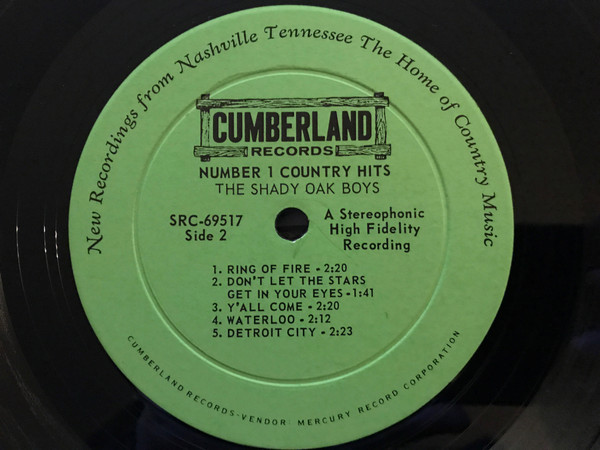 New Recordings from Nashville Tennessee The Home of Country Music
CUMBERLAND
RECORDS
NUMBER 1 COUNTRY HITS
THE SHADY OAK BOYS
SRC-69517
Side 2
A Stereophonic
High Fidelity
Recording
1. RING OF FIRE - 2:20
2. DON'T LET THE STARS
GET IN YOUR EYES - 1:41
3. Y'ALL COME - 2:20
4. WATERLOO - 2:12
5. DETROIT CITY - 2:23
CUMBERLAND RECORDS-VENDOR: MERCURY RECORD CORPORATION